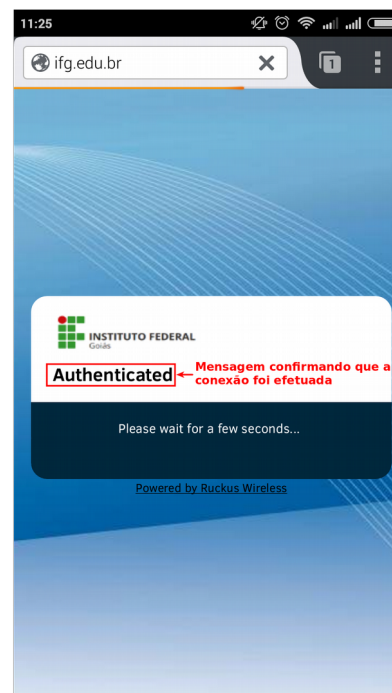 11:25
ifg.edu.br
1
INSTITUTO FEDERAL
Goiás
Authenticated
Mensagem confirmando que a
conexão foi efetuada
Please wait for a few seconds...
Powered by Ruckus Wireless